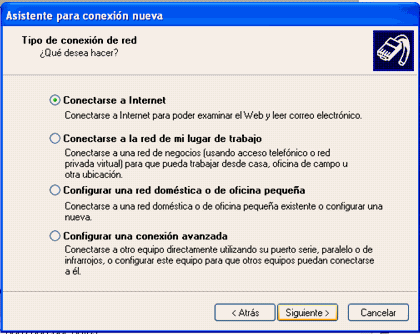 Asistente para conexión nueva
Tipo de conexión de red
¿Qué desea hacer?
Conectarse a Internet
Conectarse a Internet para poder examinar el Web y leer correo electrónico.
Conectarse a la red de mi lugar de trabajo
Conectarse a una red de negocios (usando acceso telefónico o red
privada virtual) para que pueda trabajar desde casa, oficina de campo u
otra ubicación.
Configurar una red doméstica o de oficina pequeña
Conectarse a una red doméstica o de oficina pequeña existente o configurar una
nueva.
Configurar una conexión avanzada
Conectarse a otro equipo directamente utilizando su puerto serie, paralelo o de
infrarrojos, o configurar este equipo para que otros equipos puedan conectarse
a él.
< Atrás
Siguiente >
Cancelar